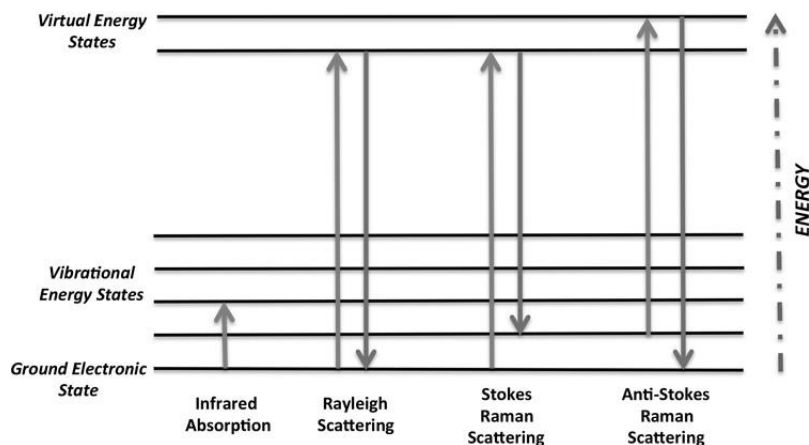 Virtual Energy
States
ENERGY
Vibrational
Energy States
Ground Electronic
State
Infrared
Absorption
Rayleigh
Scattering
Stokes
Raman
Scattering
Anti-Stokes
Raman
Scattering